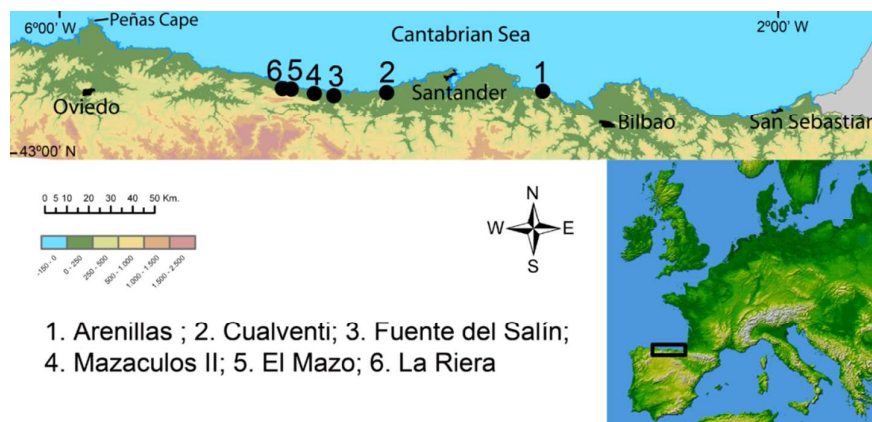 6º00' W
Peñas Cape
2º00' W
Cantabrian Sea
6 5 4 3 2 1
Oviedo
Santander
Bilbao
San Sebastián
43º00' N
0 5 10 20 30 40 50 Km.
-150 - 0
0 - 250
250 - 500
500 - 1.000
1.000 - 1.500
1.500 - 2.500
N
W E
S
1. Arenillas ; 2. Cualventi; 3. Fuente del Salín;
4. Mazaculos II; 5. El Mazo; 6. La Riera